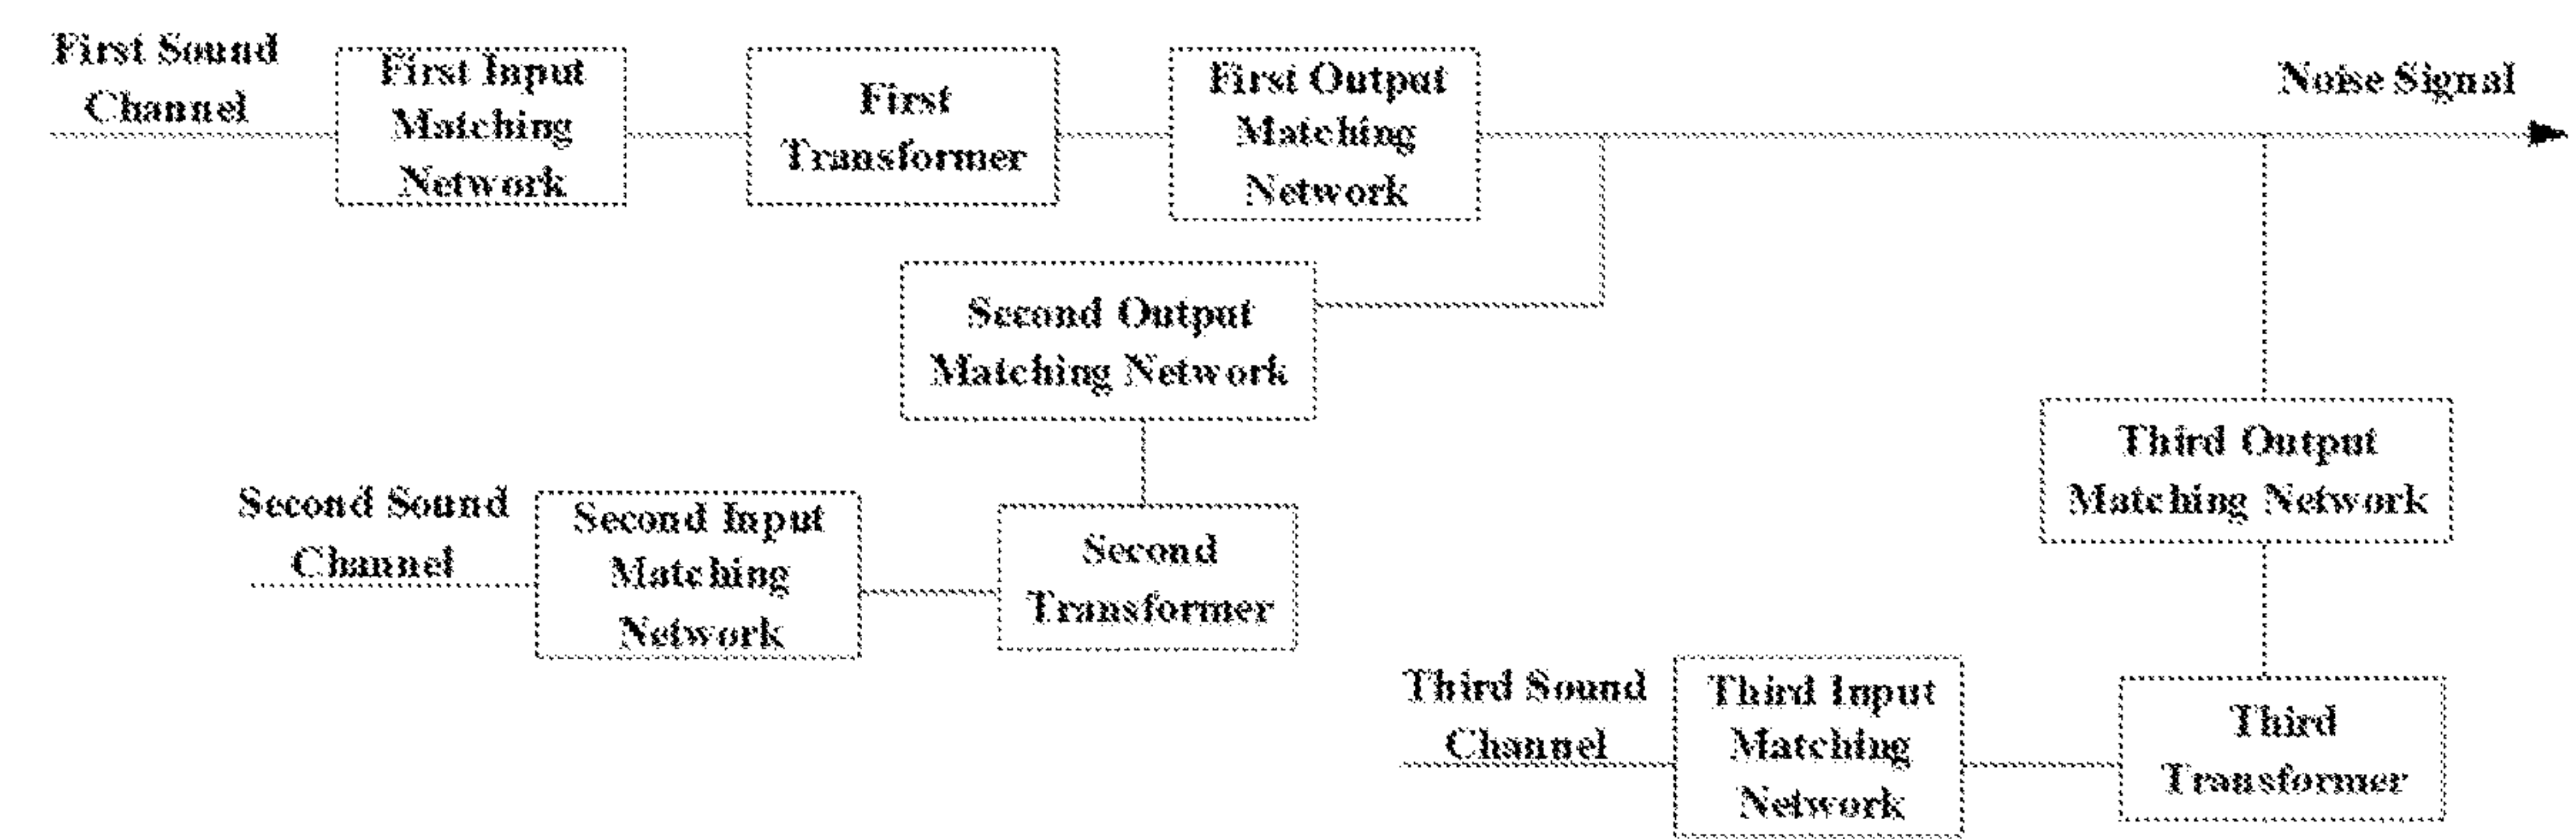 First Sound
Channel
First Input
Matching
Network
First
Transformer
First Output
Matching
Network
Noise Signal
Second Output
Matching Network
Third Output
Matching Network
Second Sound
Channel
Second Input
Matching
Network
Second
Transformer
Third Sound
Channel
Third Input
Matching
Network
Third
Transformer